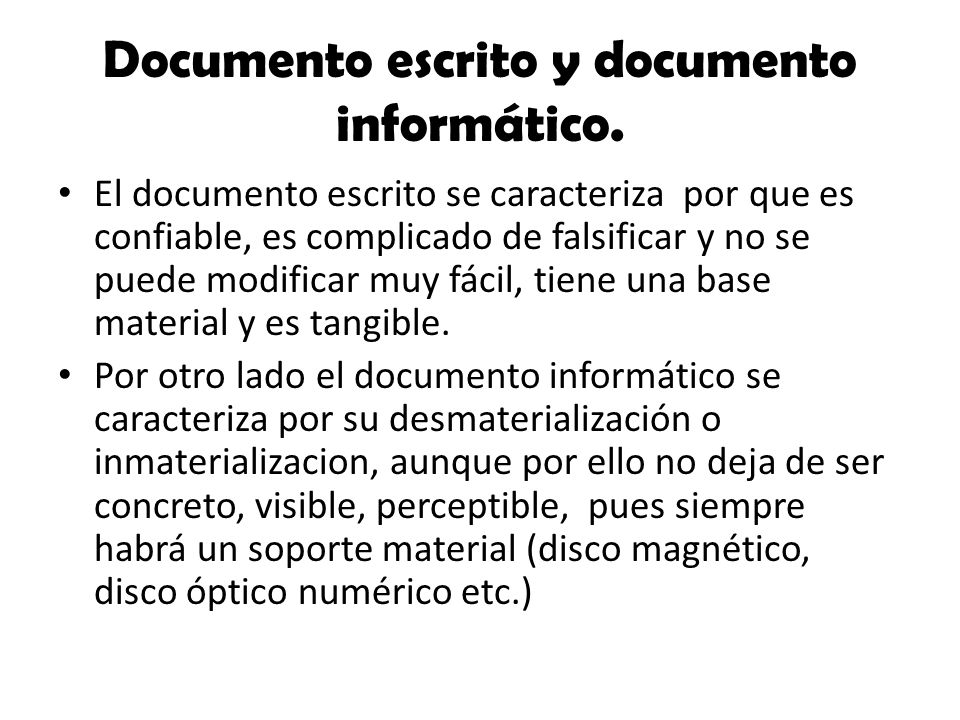 Documento escrito y documento
informático.
• El documento escrito se caracteriza  por que es
confiable, es complicado de falsificar y no se
puede modificar muy fácil, tiene una base
material y es tangible.
• Por otro lado el documento informático se
caracteriza por su desmaterialización o
inmaterializacion, aunque por ello no deja de ser
concreto, visible, perceptible,  pues siempre
habrá un soporte material (disco magnético,
disco óptico numérico etc.)